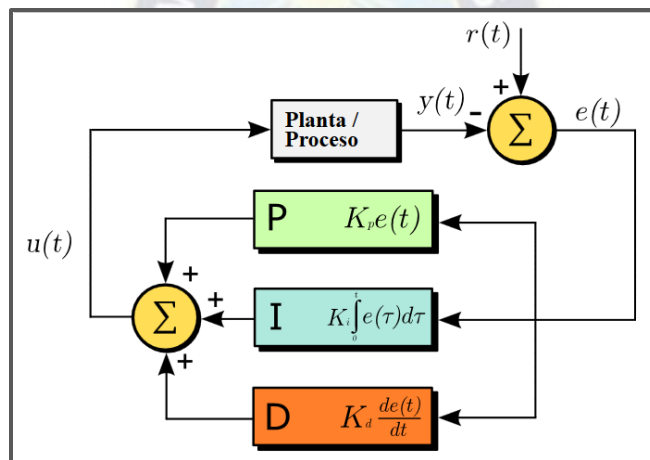 r(t)
+
Planta /
Proceso
y(t)
-
Σ
e(t)
P K_p e(t)
u(t)
+
Σ
+
I K_i ∫_0^t e(τ)dτ
+
D K_d de(t)/dt